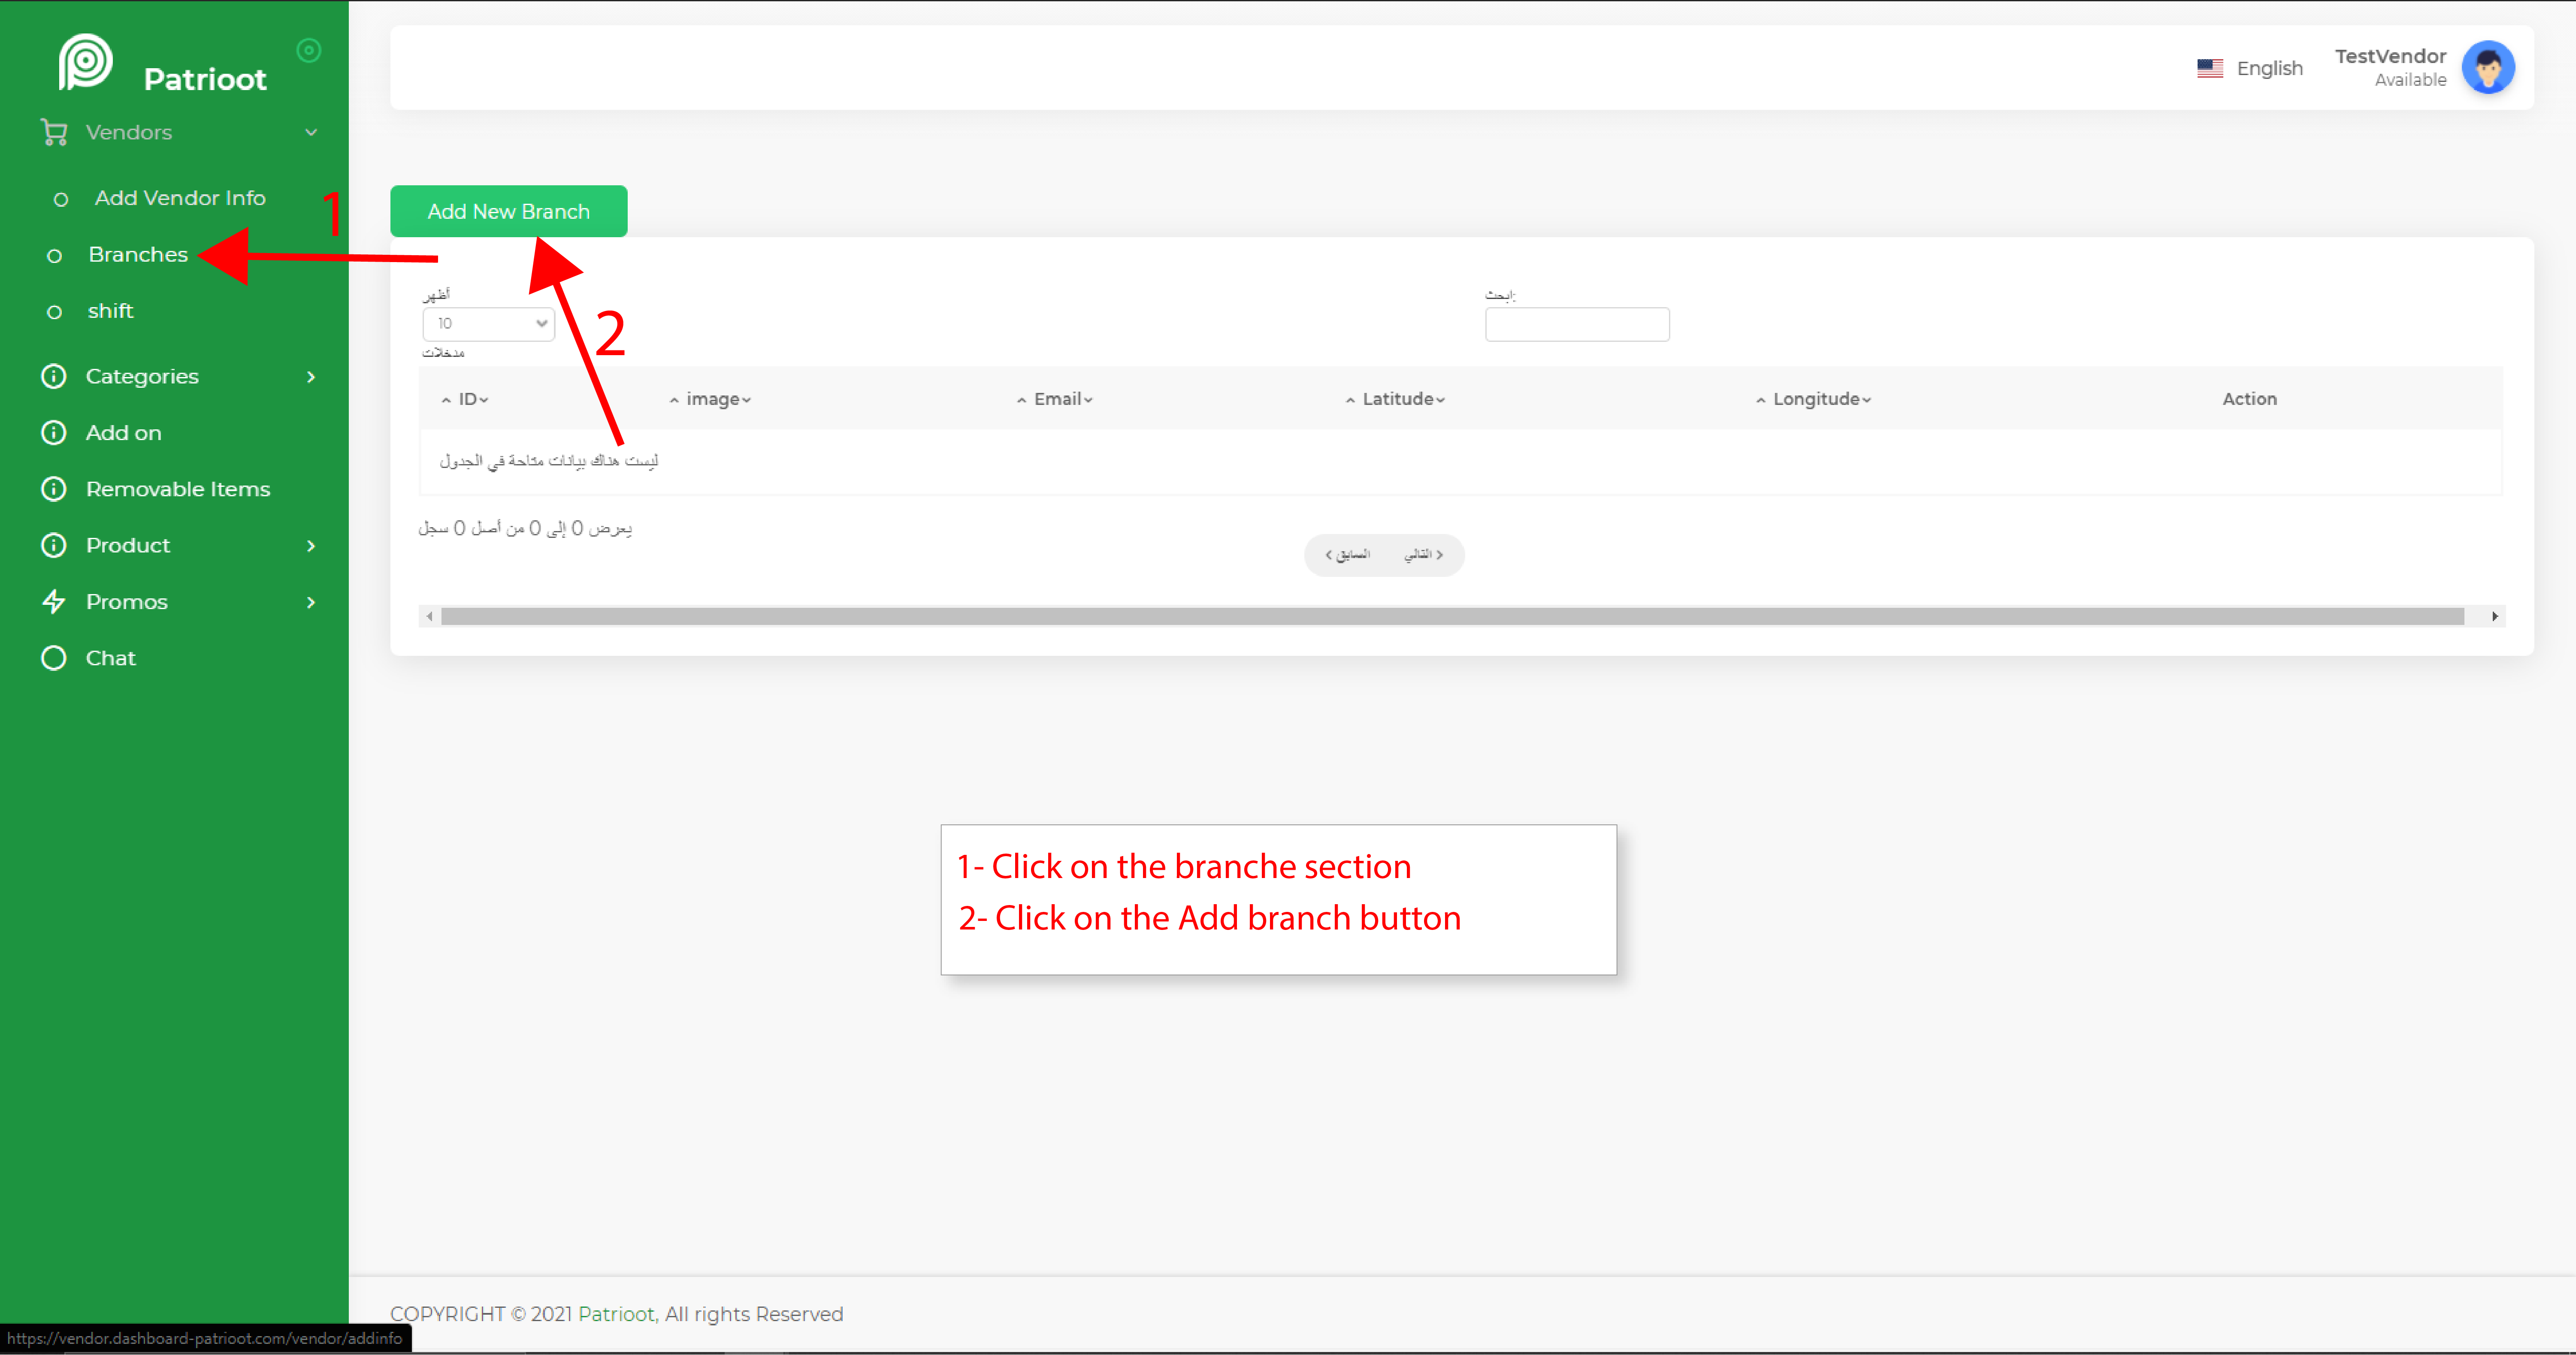 Patrioot
Vendors
Add Vendor Info
Branches
shift
Categories
Add on
Removable Items
Product
Promos
Chat
English
TestVendor
Available
1
Add New Branch
2
أظهر
10
مدخلات
ابحث:
ID
image
Email
Latitude
Longitude
Action
ليست هناك بيانات متاحة في الجدول
يعرض 0 إلى 0 من أصل 0 سجل
السابق
التالي
1- Click on the branche section
2- Click on the Add branch button
COPYRIGHT © 2021 Patrioot, All rights Reserved
https://vendor.dashboard-patrioot.com/vendor/addinfo